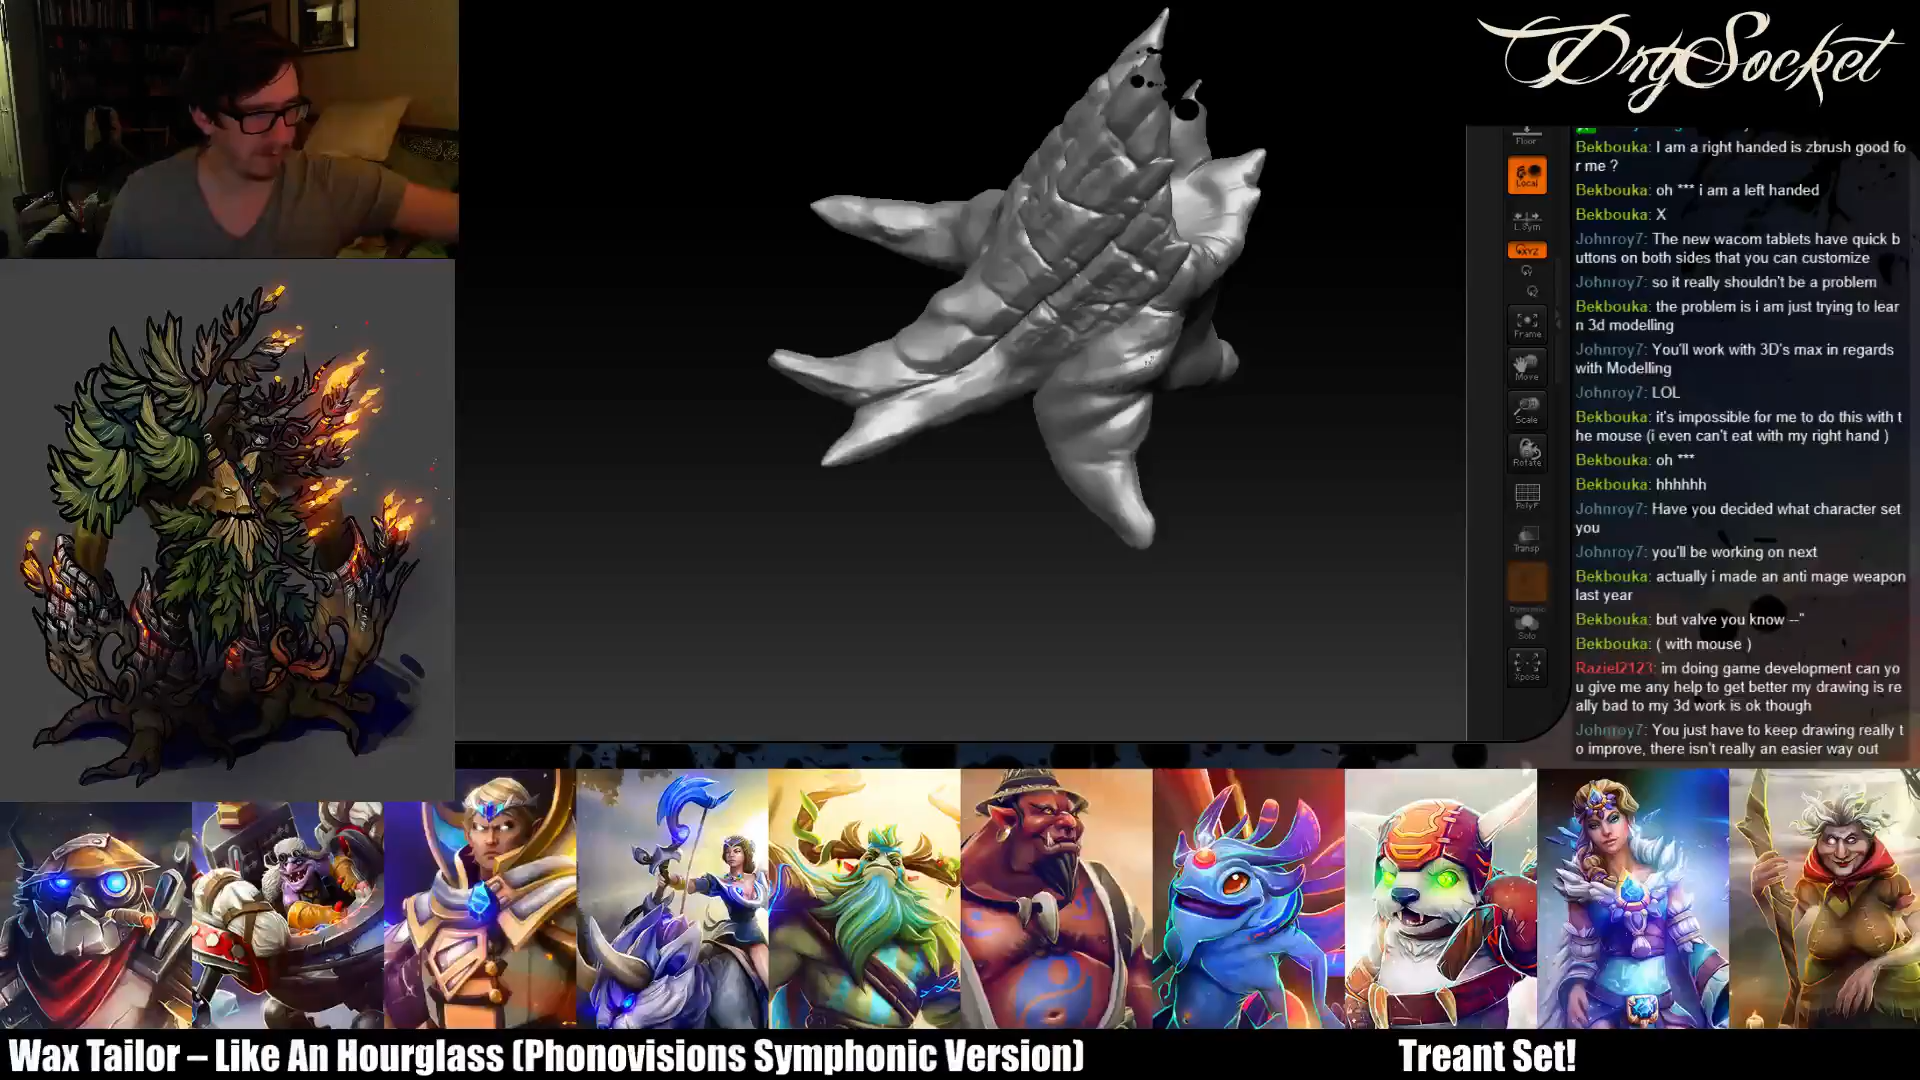 DrySocket
Floor
Local
L.Sym
XYZ
Frame
Move
Scale
Rotate
PolyF
Transp
Dynamic
Solo
Xpose
Bekbouka: I am a right handed is zbrush good fo
r me ?
Bekbouka: oh *** i am a left handed
Bekbouka: X
Johnroy7: The new wacom tablets have quick b
uttons on both sides that you can customize
Johnroy7: so it really shouldn't be a problem
Bekbouka: the problem is i am just trying to lear
n 3d modelling
Johnroy7: You'll work with 3D's max in regards
with Modelling
Johnroy7: LOL
Bekbouka: it's impossible for me to do this with t
he mouse (i even can't eat with my right hand )
Bekbouka: oh ***
Bekbouka: hhhhhh
Johnroy7: Have you decided what character set
you
Johnroy7: you'll be working on next
Bekbouka: actually i made an anti mage weapon
last year
Bekbouka: but valve you know --"
Bekbouka: ( with mouse )
Raziel2123: im doing game development can yo
u give me any help to get better my drawing is re
ally bad to my 3d work is ok though
Johnroy7: You just have to keep drawing really t
o improve, there isn't really an easier way out
Wax Tailor – Like An Hourglass (Phonovisions Symphonic Version)
Treant Set!